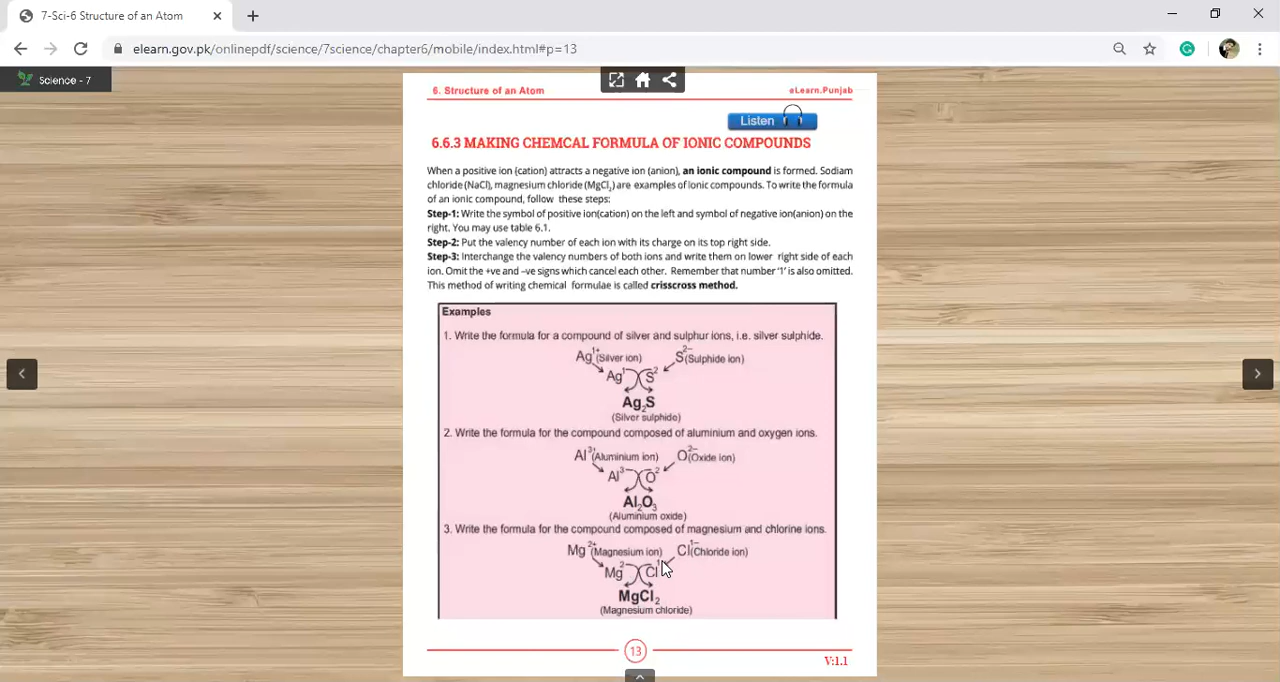 7-Sci-6 Structure of an Atom
elearn.gov.pk/onlinepdf/science/7science/chapter6/mobile/index.html#p=13
Science - 7
6. Structure of an Atom
eLearn.Punjab
Listen
6.6.3 MAKING CHEMCAL FORMULA OF IONIC COMPOUNDS
When a positive ion (cation) attracts a negative ion (anion), an ionic compound is formed. Sodiam
chloride (NaCl), magnesium chloride (MgCl₂) are examples of ionic compounds. To write the formula
of an ionic compound, follow these steps:
Step-1: Write the symbol of positive ion(cation) on the left and symbol of negative ion(anion) on the
right. You may use table 6.1.
Step-2: Put the valency number of each ion with its charge on its top right side.
Step-3: Interchange the valency numbers of both ions and write them on lower right side of each
ion. Omit the +ve and –ve signs which cancel each other. Remember that number '1' is also omitted.
This method of writing chemical formulae is called crisscross method.
Examples
1. Write the formula for a compound of silver and sulphur ions, i.e. silver sulphide.
Ag¹⁺(Silver ion) S²⁻(Sulphide ion)
Ag¹ S²
Ag₂S
(Silver sulphide)
2. Write the formula for the compound composed of aluminium and oxygen ions.
Al³⁺(Aluminium ion) O²⁻(Oxide ion)
Al³ O²
Al₂O₃
(Aluminium oxide)
3. Write the formula for the compound composed of magnesium and chlorine ions.
Mg²⁺(Magnesium ion) Cl¹⁻(Chloride ion)
Mg² Cl¹
MgCl₂
(Magnesium chloride)
13
V:1.1